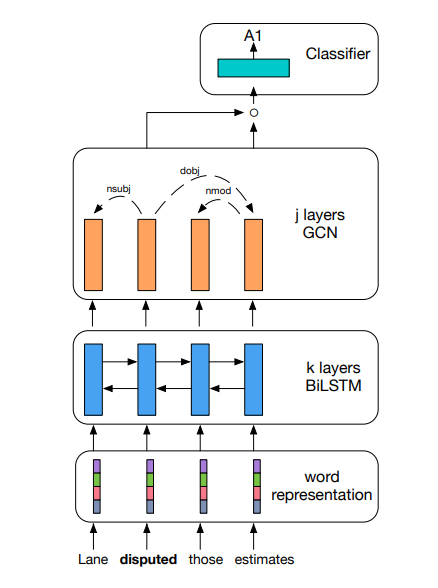 A1
Classifier
dobj
nsubj
nmod
j layers
GCN
k layers
BiLSTM
word
representation
Lane disputed those estimates